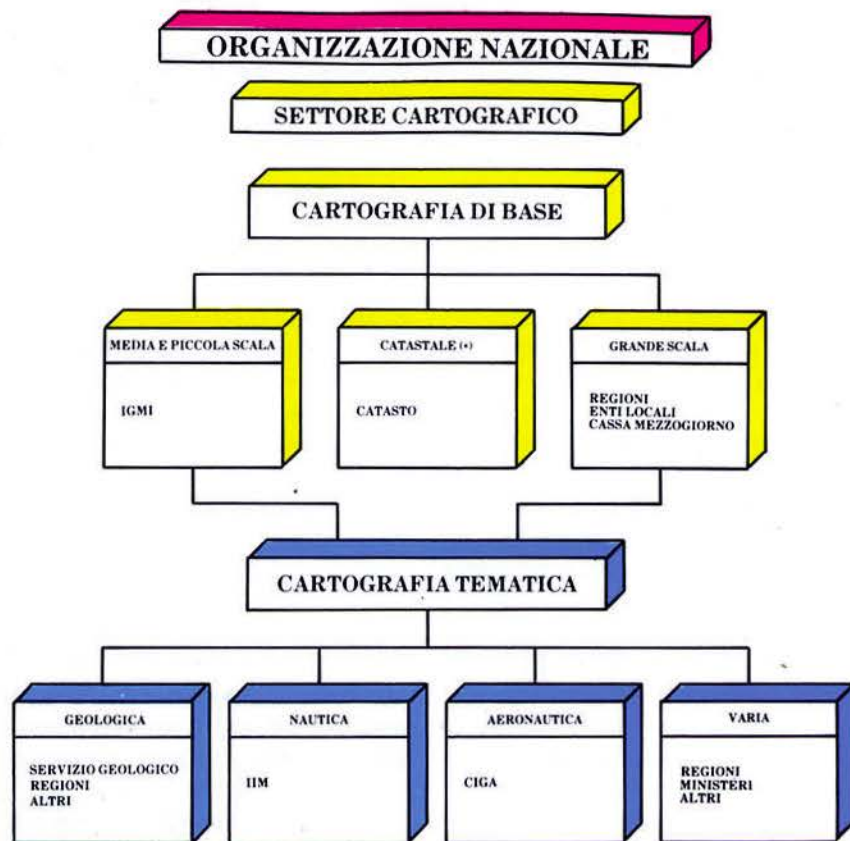 ORGANIZZAZIONE NAZIONALE
SETTORE CARTOGRAFICO
CARTOGRAFIA DI BASE
MEDIA E PICCOLA SCALA
IGMI
CATASTALE (*)
CATASTO
GRANDE SCALA
REGIONI
ENTI LOCALI
CASSA MEZZOGIORNO
CARTOGRAFIA TEMATICA
GEOLOGICA
SERVIZIO GEOLOGICO
REGIONI
ALTRI
NAUTICA
IIM
AERONAUTICA
CIGA
VARIA
REGIONI
MINISTERI
ALTRI